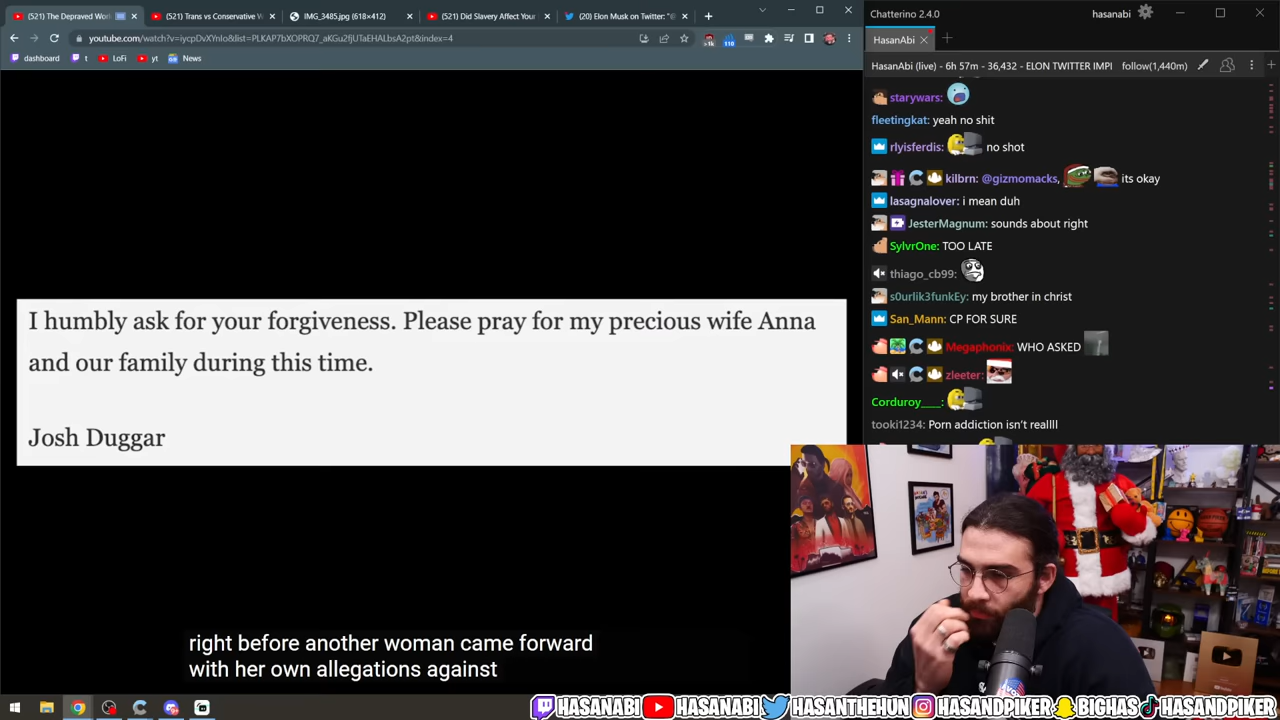 (521) The Depraved Wor
(521) Trans vs Conservative W
IMG_3485.jpg (618×412)
(521) Did Slavery Affect Your
(20) Elon Musk on Twitter: "@
youtube.com/watch?v=iycpDvXYnIo&list=PLKAP7bXOPRQ7_aKGu2fjUTaEHALbsA2pt&index=4
>1k
110
dashboard
t
LoFi
yt
News
I humbly ask for your forgiveness. Please pray for my precious wife Anna
and our family during this time.
Josh Duggar
right before another woman came forward
with her own allegations against
Chatterino 2.4.0
hasanabi
HasanAbi
HasanAbi (live) - 6h 57m - 36,432 - ELON TWITTER IMPI
follow(1,440m)
starywars:
fleetingkat: yeah no shit
rlyisferdis: no shot
kilbrn: @gizmomacks, its okay
lasagnalover: i mean duh
JesterMagnum: sounds about right
SylvrOne: TOO LATE
thiago_cb99:
s0urlik3funkEy: my brother in christ
San_Mann: CP FOR SURE
Megaphonix: WHO ASKED
zleeter:
Corduroy____:
tooki1234: Porn addiction isn't reallll
HASANABI HASANABI HASANTHEHUN HASANDPIKER BIGHAS HASANDPIKER